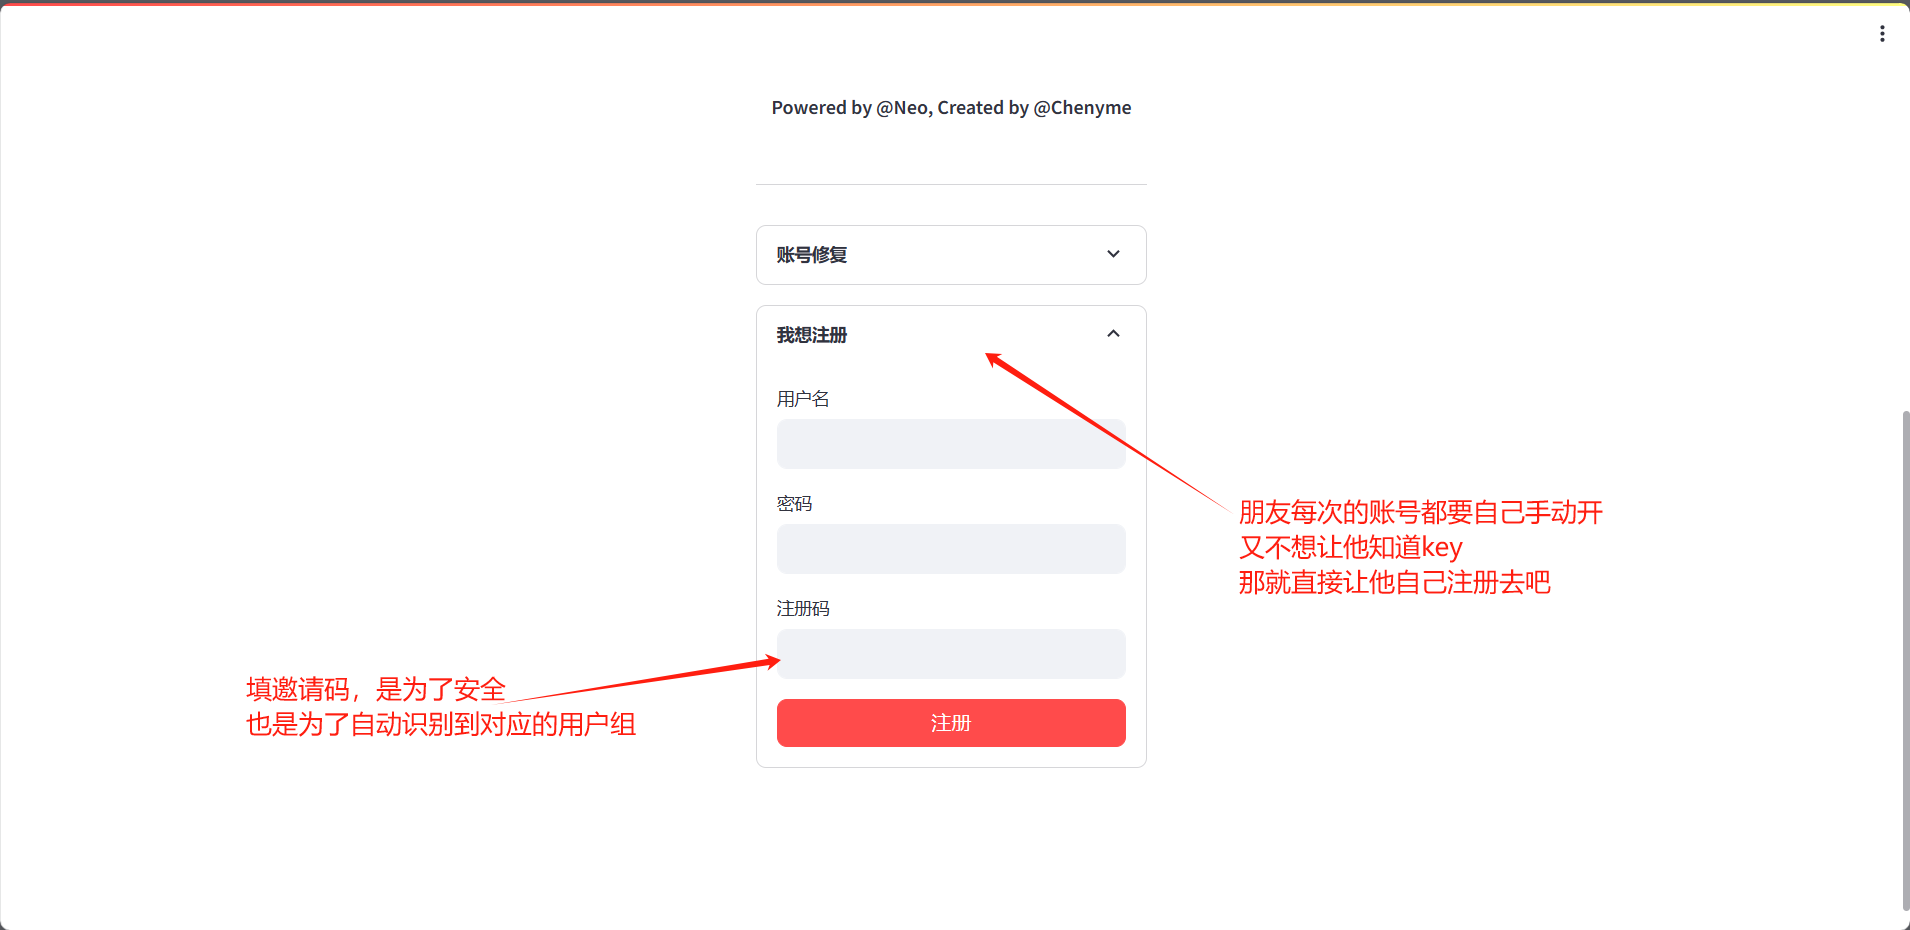 Powered by @Neo, Created by @Chenyme
账号修复
我想注册
用户名
密码
注册码
注册
朋友每次的账号都要自己手动开
又不想让他知道key
那就直接让他自己注册去吧
填邀请码，是为了安全
也是为了自动识别到对应的用户组